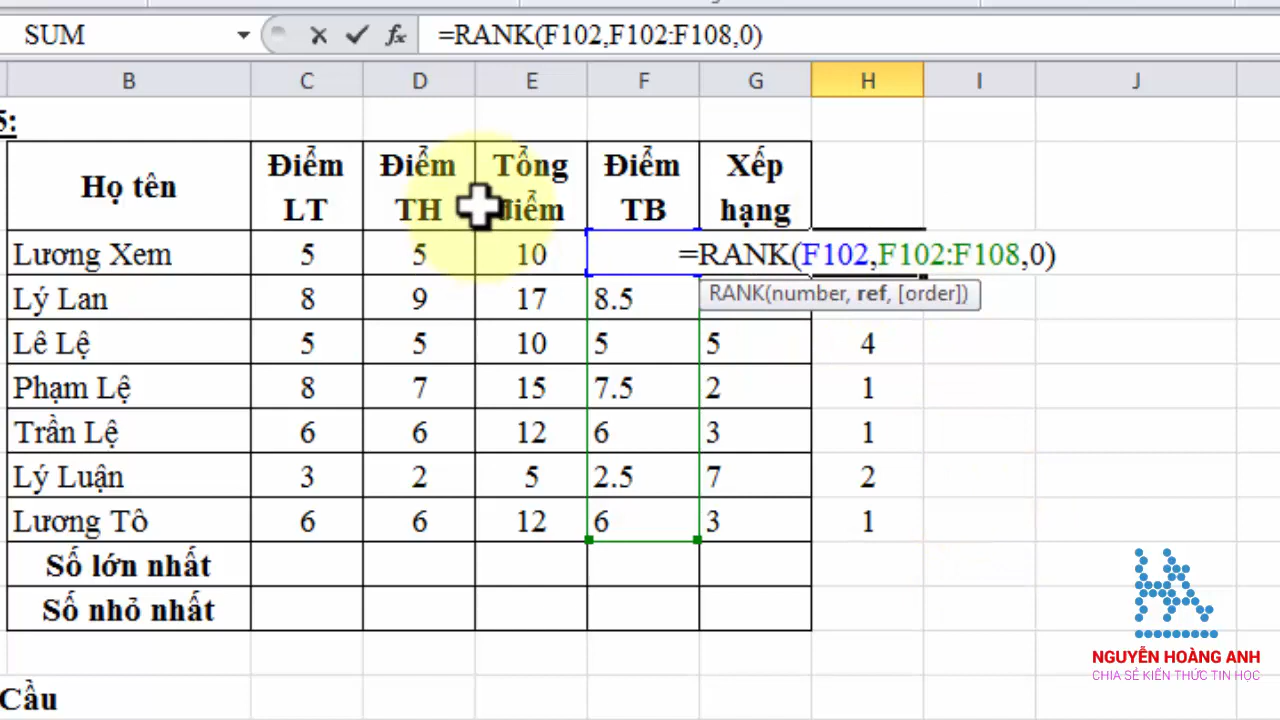 SUM =RANK(F102,F102:F108,0)
B C D E F G H I J
5:
Họ tên Điểm LT Điểm TH Tổng điểm Điểm TB Xếp hạng
Lương Xem 5 5 10 =RANK(F102,F102:F108,0)
Lý Lan 8 9 17 8.5 RANK(number, ref, [order])
Lê Lệ 5 5 10 5 5 4
Phạm Lệ 8 7 15 7.5 2 1
Trần Lệ 6 6 12 6 3 1
Lý Luận 3 2 5 2.5 7 2
Lương Tô 6 6 12 6 3 1
Số lớn nhất
Số nhỏ nhất
Cầu
HA
NGUYỄN HOÀNG ANH
CHIA SẺ KIẾN THỨC TIN HỌC